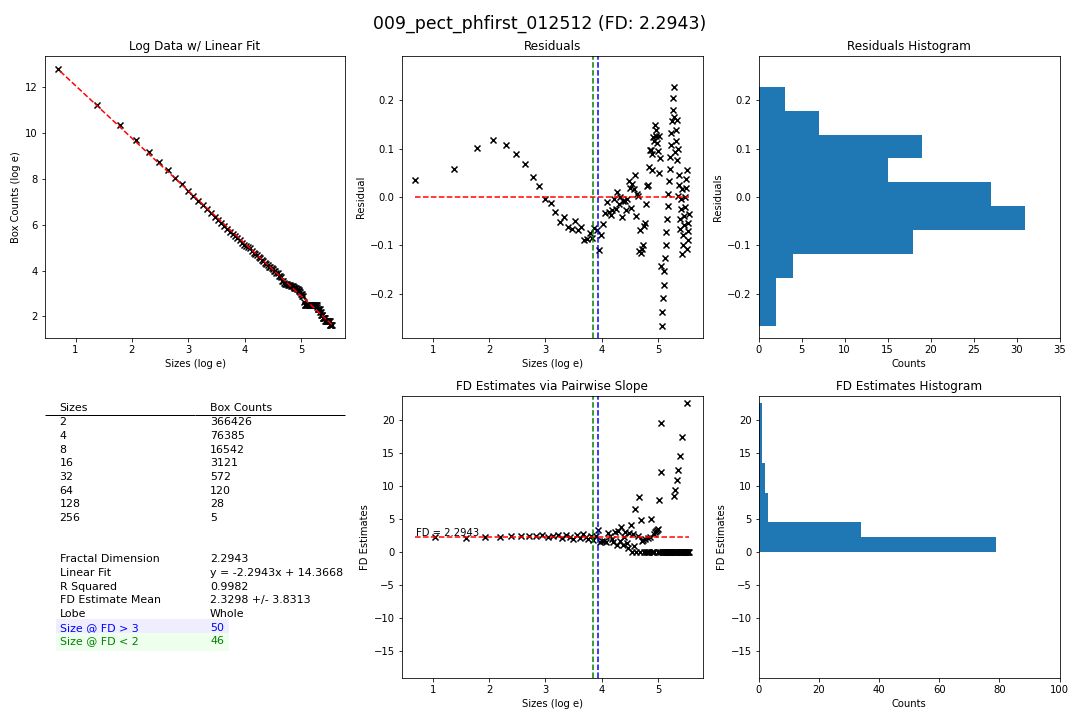 009_pect_phfirst_012512 (FD: 2.2943)
Log Data w/ Linear Fit
Box Counts (log e)
12
10
8
6
4
2
1 2 3 4 5
Sizes (log e)
Residuals
Residual
0.2
0.1
0.0
−0.1
−0.2
1 2 3 4 5
Sizes (log e)
Residuals Histogram
Residuals
0.2
0.1
0.0
−0.1
−0.2
0 5 10 15 20 25 30 35
Counts
Sizes Box Counts
2 366426
4 76385
8 16542
16 3121
32 572
64 120
128 28
256 5
Fractal Dimension 2.2943
Linear Fit y = -2.2943x + 14.3668
R Squared 0.9982
FD Estimate Mean 2.3298 +/- 3.8313
Lobe Whole
Size @ FD > 3 50
Size @ FD < 2 46
FD Estimates via Pairwise Slope
FD Estimates
20
15
10
5
0
−5
−10
−15
FD = 2.2943
1 2 3 4 5
Sizes (log e)
FD Estimates Histogram
FD Estimates
20
15
10
5
0
−5
−10
−15
0 20 40 60 80 100
Counts